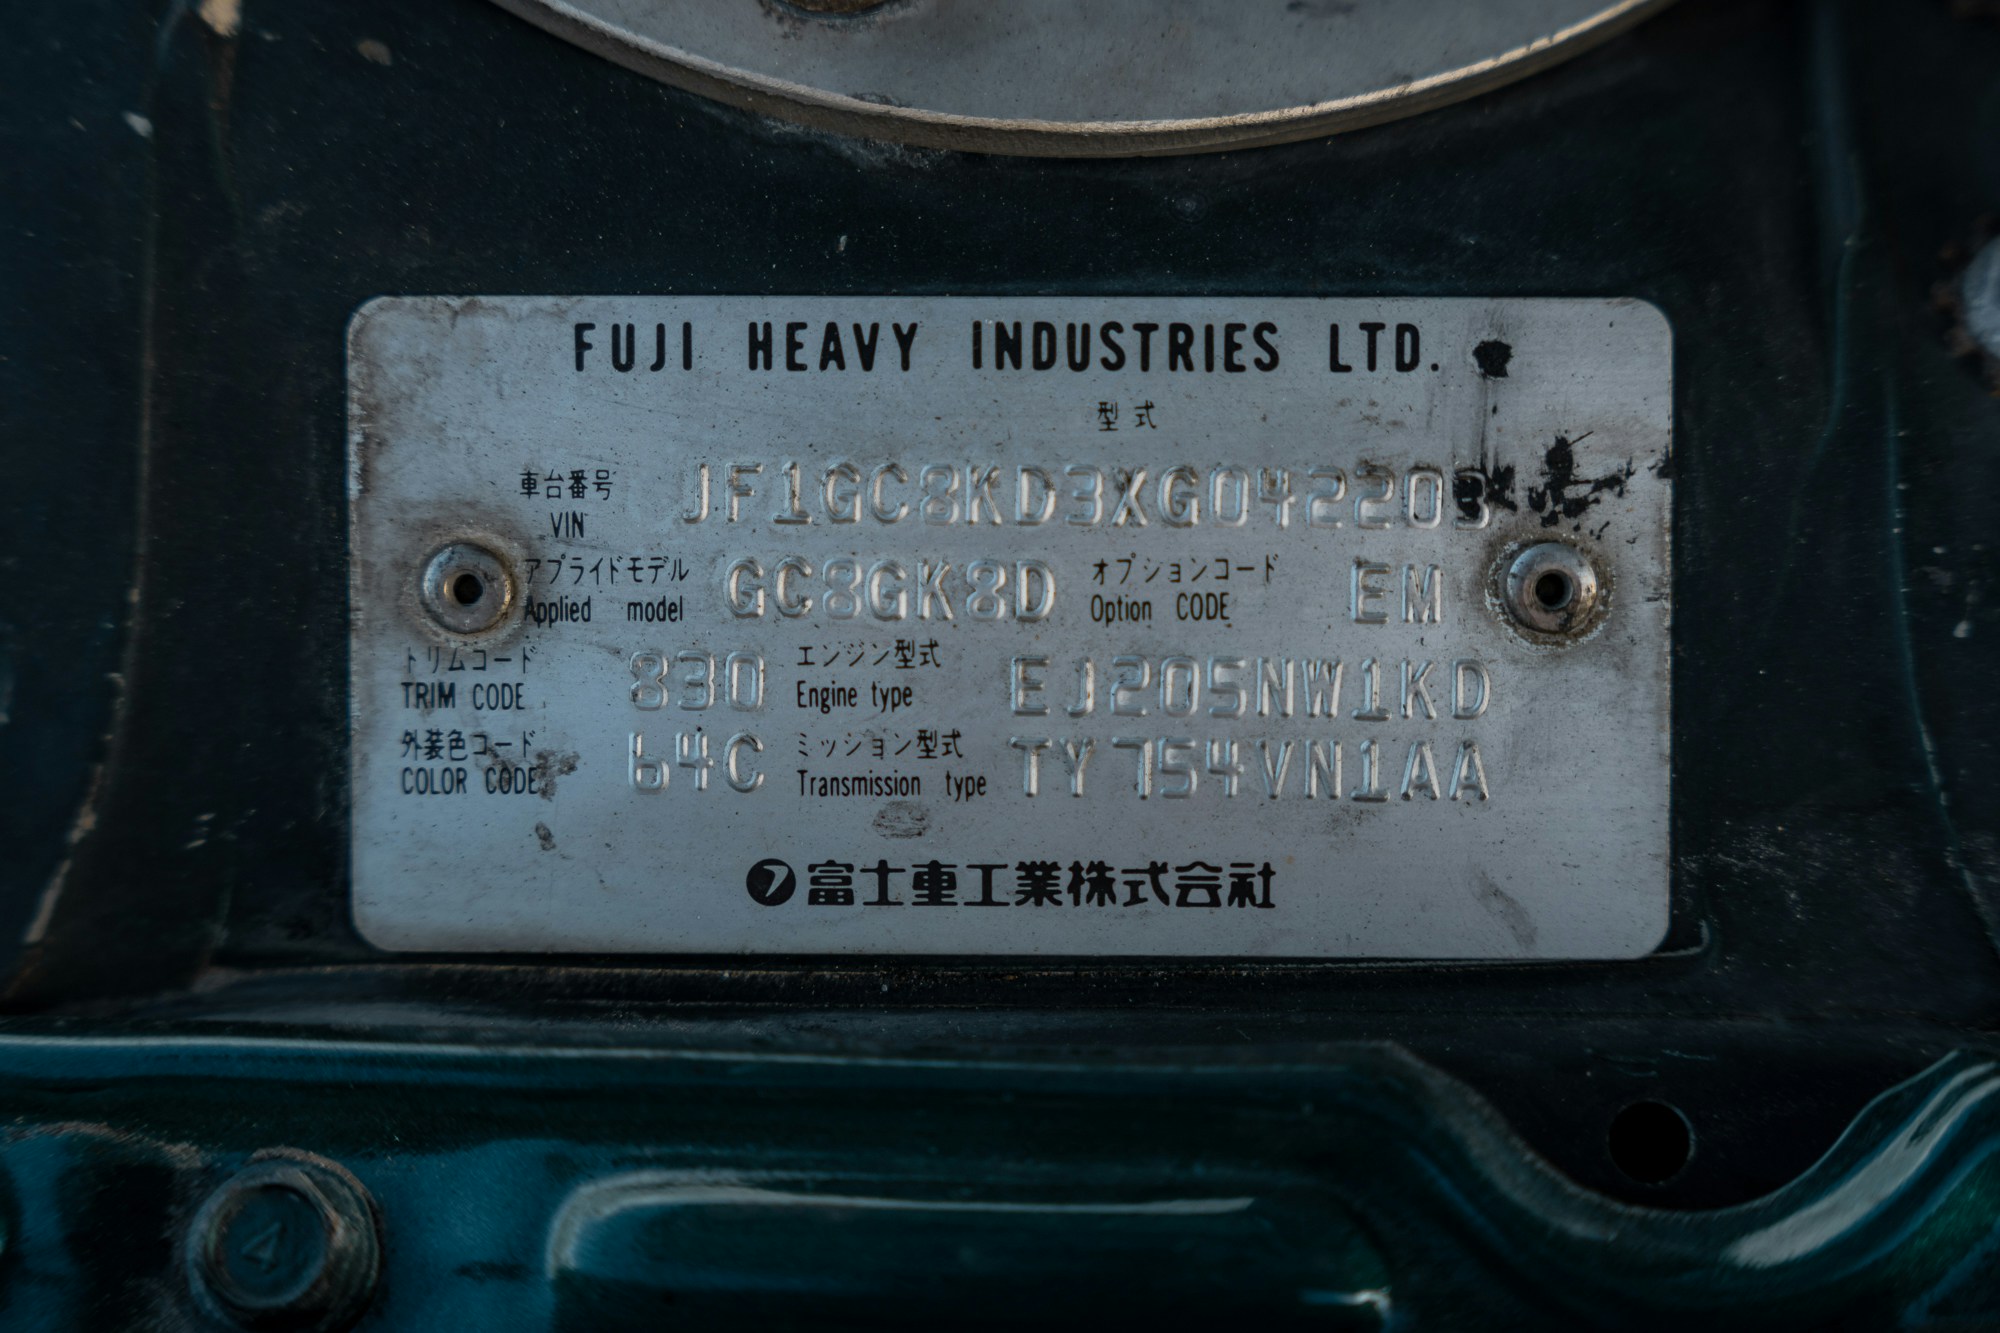 FUJI HEAVY INDUSTRIES LTD.
型式
車台番号
VIN JF1GC8KD3XG042203
アプライドモデル
Applied model GC8GK8D
オプションコード
Option CODE EM
トリムコード
TRIM CODE 830
エンジン型式
Engine type EJ205NW1KD
外装色コード
COLOR CODE 64C
ミッション型式
Transmission type TY754VN1AA
フ富士重工業株式会社
4